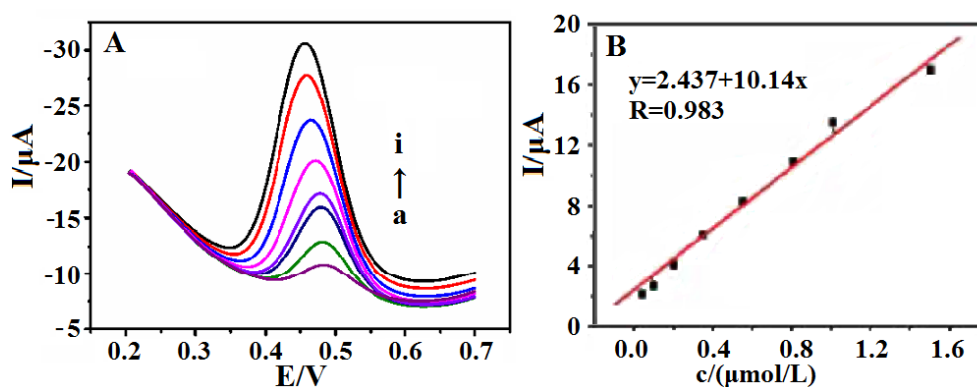 A
-30
-25
-20
-15
-10
-5
I/μA
i
↑
a
0.2 0.3 0.4 0.5 0.6 0.7
E/V
B
20
16
12
8
4
0
I/μA
y=2.437+10.14x
R=0.983
0.0 0.4 0.8 1.2 1.6
c/(μmol/L)